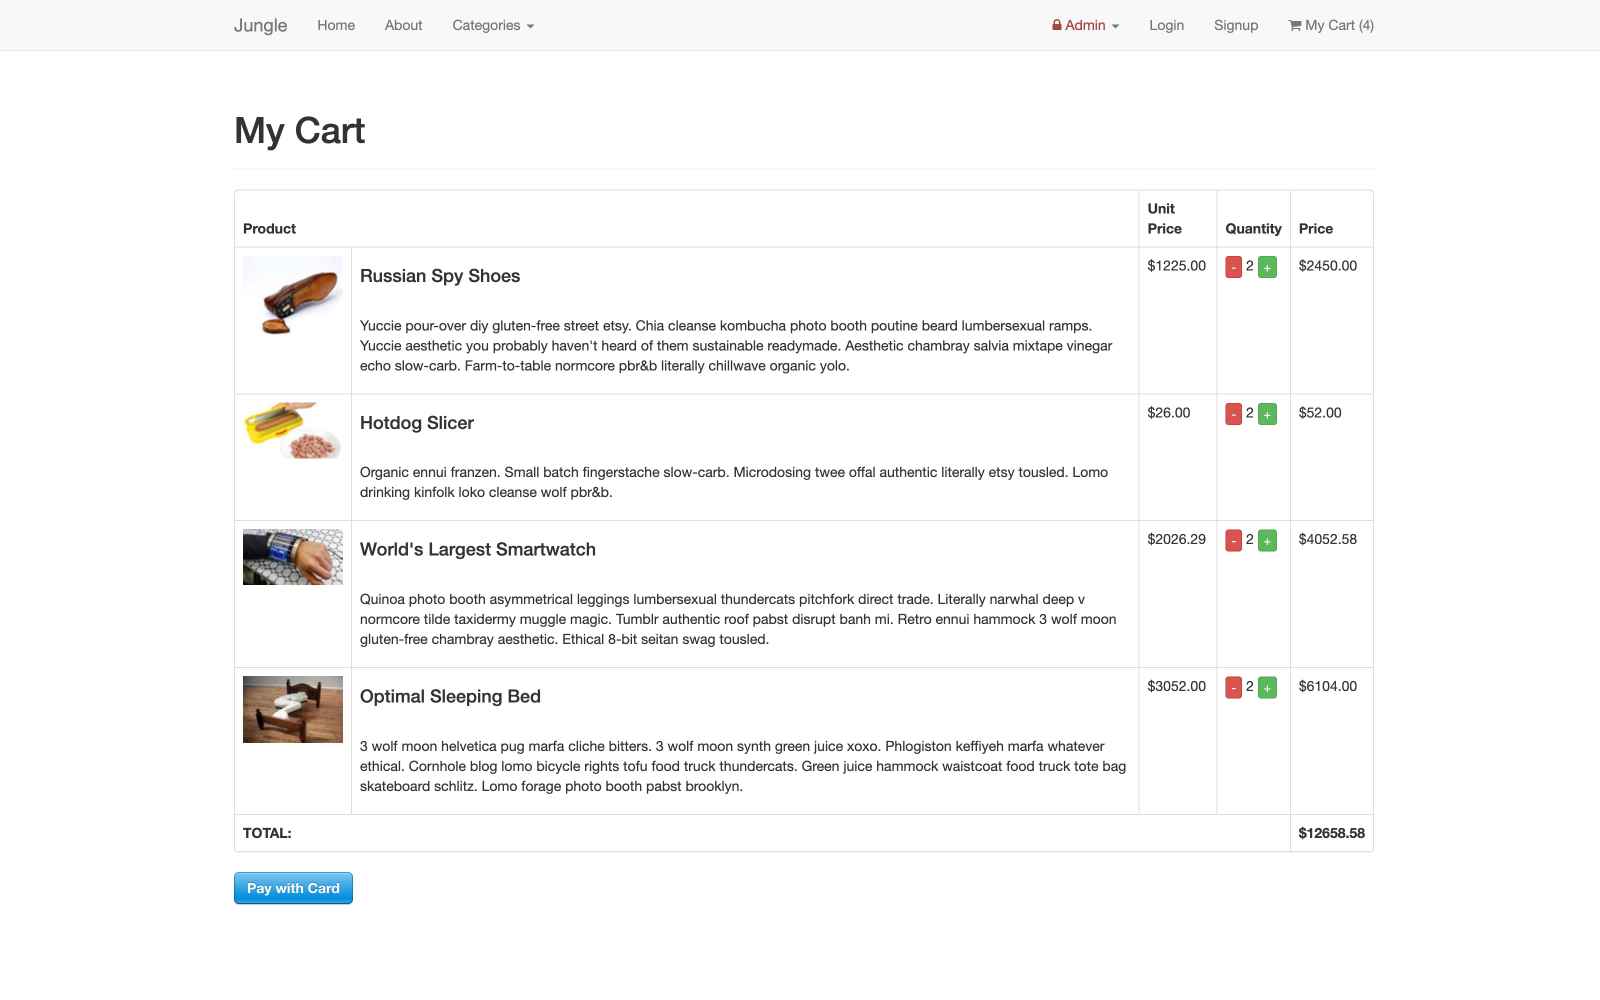 Jungle Home About Categories Admin Login Signup My Cart (4)
My Cart
Product Unit Price Quantity Price
Russian Spy Shoes $1225.00 - 2 + $2450.00
Yuccie pour-over diy gluten-free street etsy. Chia cleanse kombucha photo booth poutine beard lumbersexual ramps.
Yuccie aesthetic you probably haven't heard of them sustainable readymade. Aesthetic chambray salvia mixtape vinegar
echo slow-carb. Farm-to-table normcore pbr&b literally chillwave organic yolo.
Hotdog Slicer $26.00 - 2 + $52.00
Organic ennui franzen. Small batch fingerstache slow-carb. Microdosing twee offal authentic literally etsy tousled. Lomo
drinking kinfolk loko cleanse wolf pbr&b.
World's Largest Smartwatch $2026.29 - 2 + $4052.58
Quinoa photo booth asymmetrical leggings lumbersexual thundercats pitchfork direct trade. Literally narwhal deep v
normcore tilde taxidermy muggle magic. Tumblr authentic roof pabst disrupt banh mi. Retro ennui hammock 3 wolf moon
gluten-free chambray aesthetic. Ethical 8-bit seitan swag tousled.
Optimal Sleeping Bed $3052.00 - 2 + $6104.00
3 wolf moon helvetica pug marfa cliche bitters. 3 wolf moon synth green juice xoxo. Phlogiston keffiyeh marfa whatever
ethical. Cornhole blog lomo bicycle rights tofu food truck thundercats. Green juice hammock waistcoat food truck tote bag
skateboard schlitz. Lomo forage photo booth pabst brooklyn.
TOTAL: $12658.58
Pay with Card